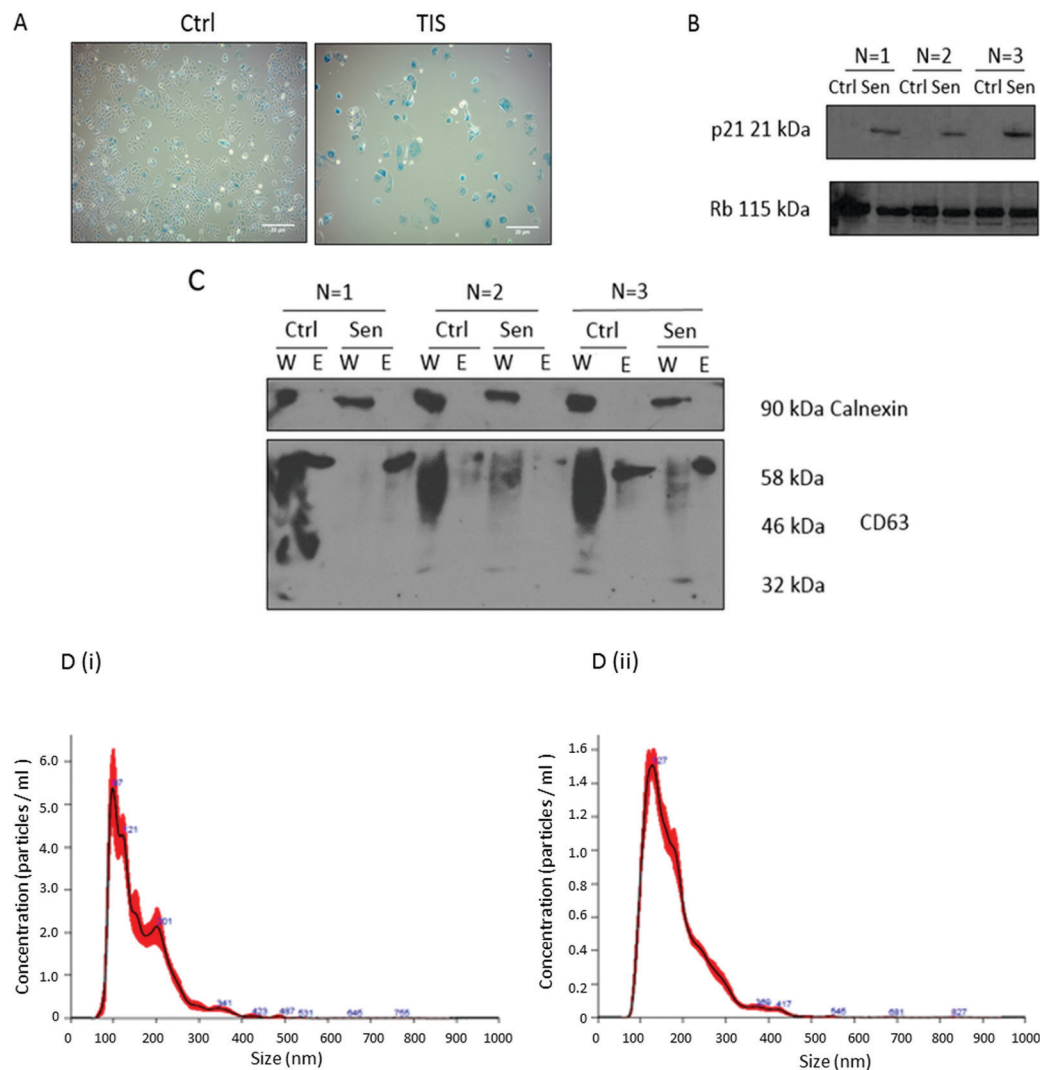 A
Ctrl
TIS
20 µm
20 µm
B
N=1 N=2 N=3
Ctrl Sen Ctrl Sen Ctrl Sen
p21 21 kDa
Rb 115 kDa
C
N=1 N=2 N=3
Ctrl Sen Ctrl Sen Ctrl Sen
W E W E W E W E W E W E
90 kDa Calnexin
58 kDa
46 kDa
CD63
32 kDa
D (i)
Concentration (particles / ml )
6.0
5.0
4.0
3.0
2.0
1.0
0
341
423
487
531
646
0 100 200 300 400 500 600 700 800 900 1000
Size (nm)
D (ii)
Concentration (particles / ml )
1.6
1.4
1.2
1.0
0.8
0.6
0.4
0.2
0
417
827
0 100 200 300 400 500 600 700 800 900 1000
Size (nm)